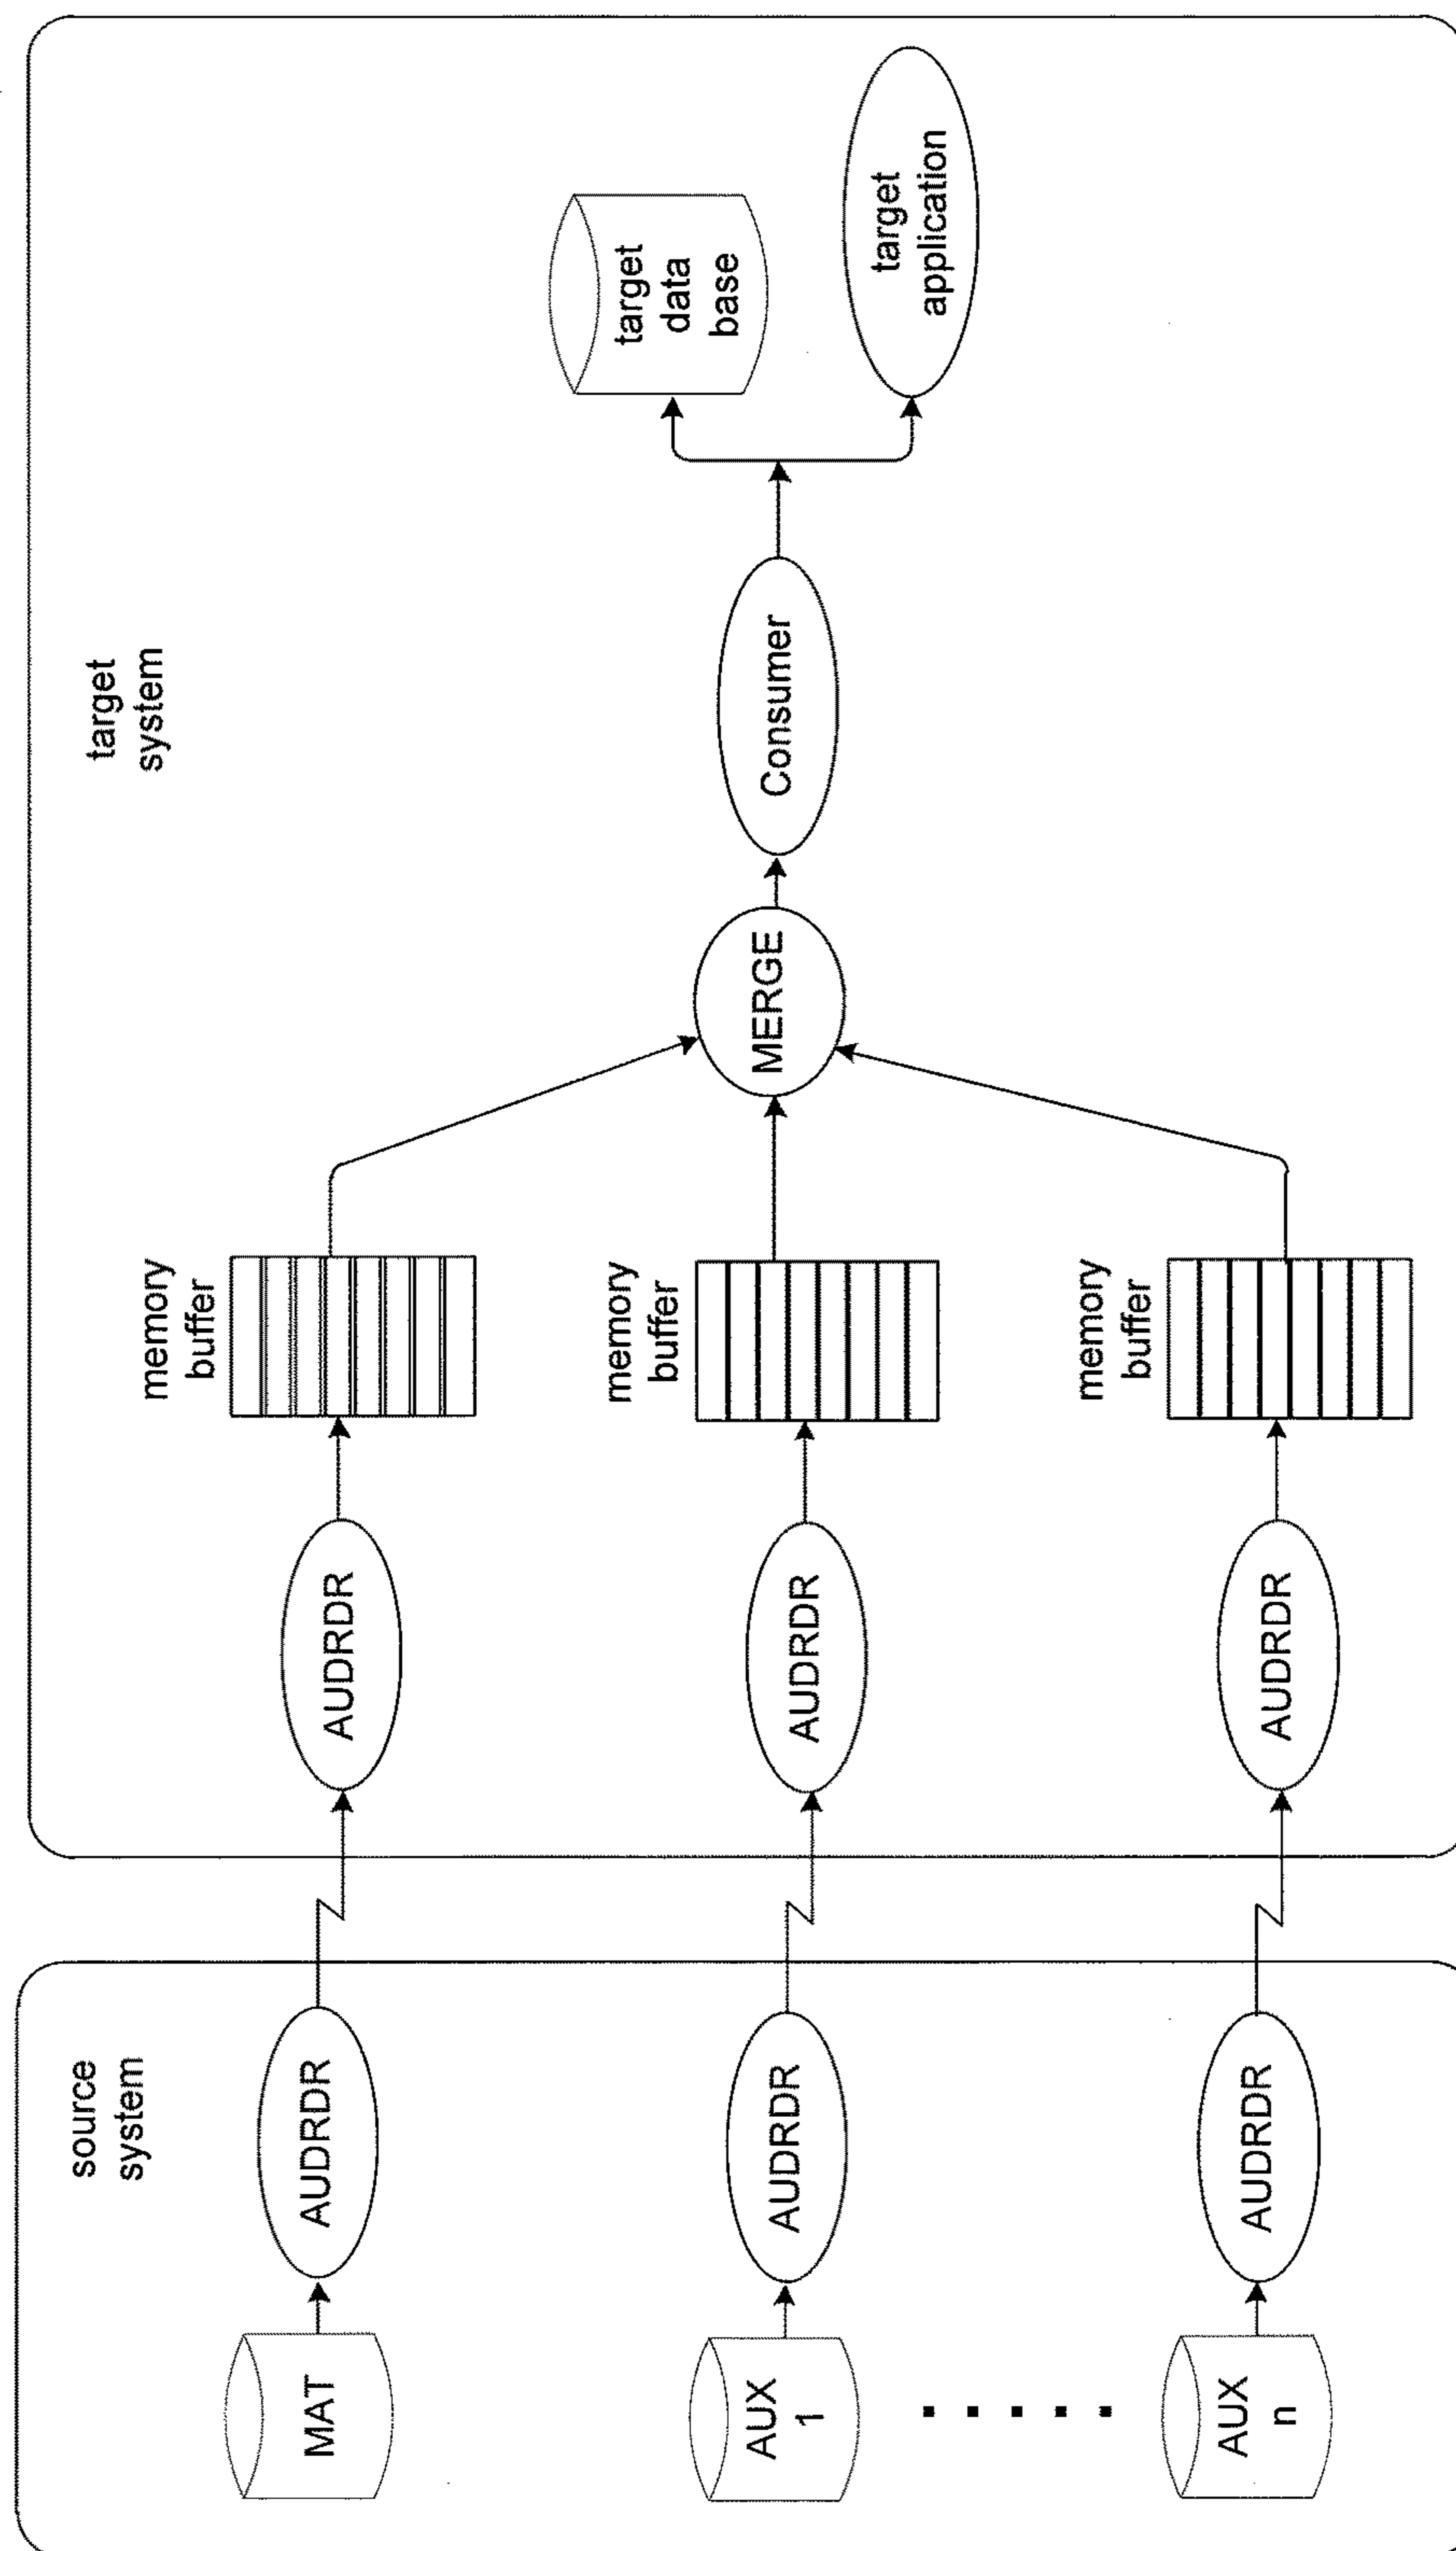 source
system
MAT
AUDRDR
AUX
1
AUDRDR
AUX
n
AUDRDR
target
system
AUDRDR
memory
buffer
AUDRDR
memory
buffer
AUDRDR
memory
buffer
MERGE
Consumer
target
data
base
target
application